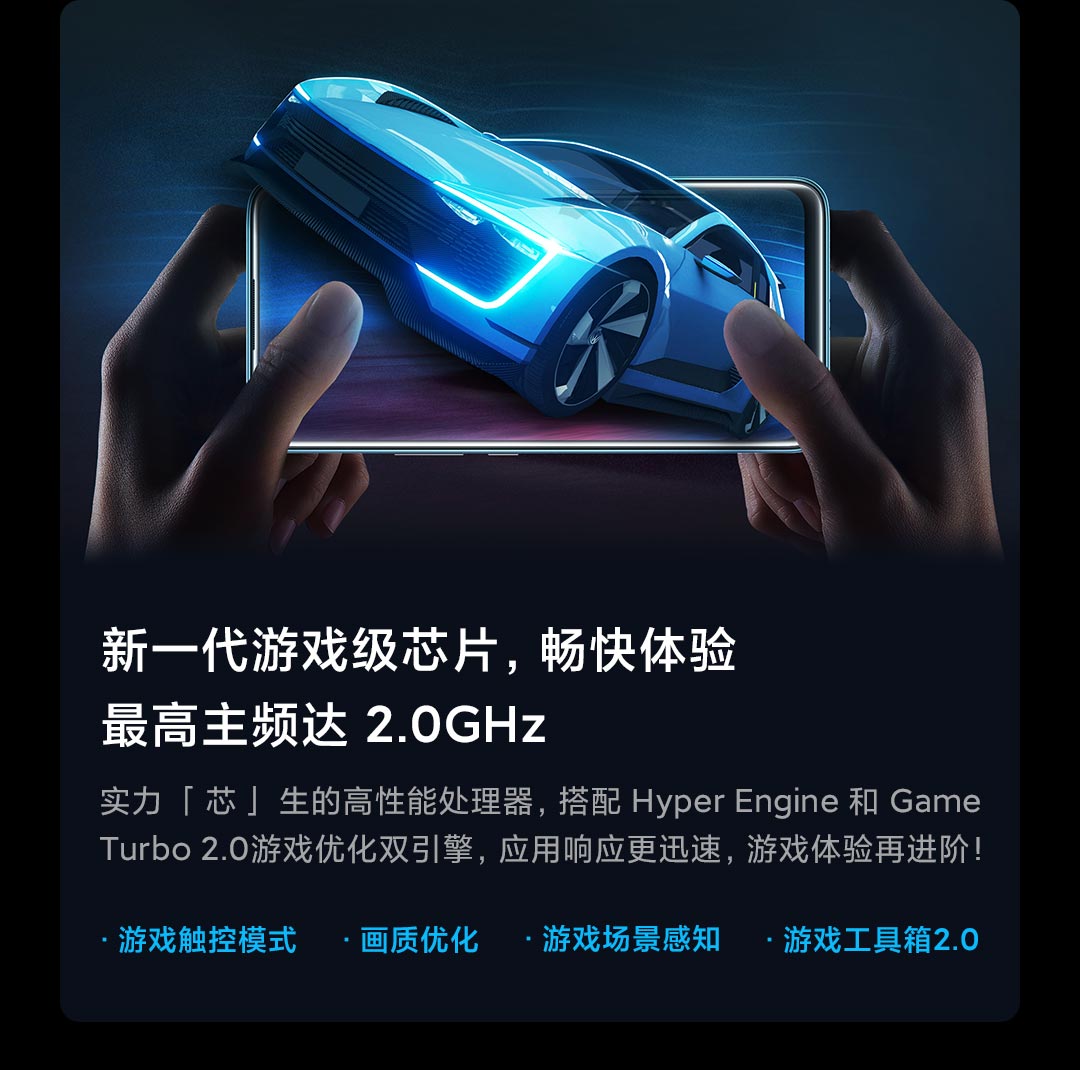 新一代游戏级芯片，畅快体验
最高主频达 2.0GHz
实力「 芯 」生的高性能处理器，搭配 Hyper Engine 和 Game
Turbo 2.0游戏优化双引擎，应用响应更迅速，游戏体验再进阶！
· 游戏触控模式 · 画质优化 · 游戏场景感知 · 游戏工具箱2.0